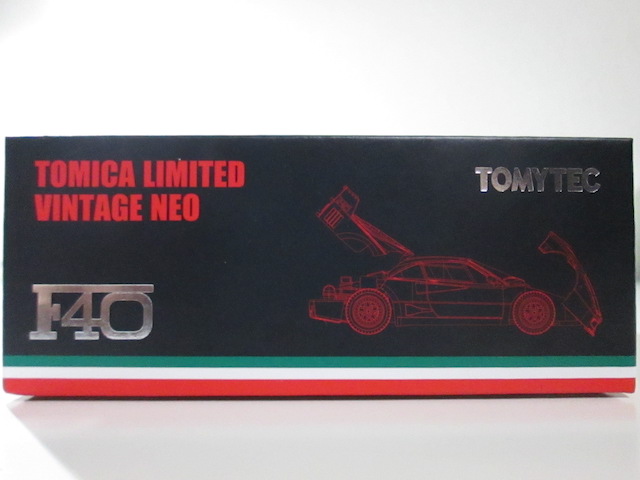 TOMICA LIMITED
VINTAGE NEO
TOMYTEC
F40